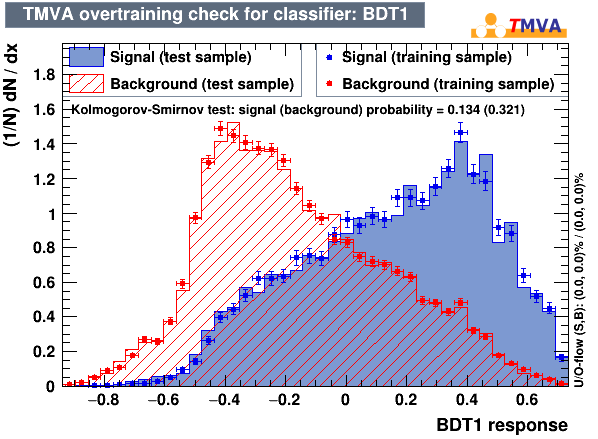 TMVA overtraining check for classifier: BDT1
TMVA
Signal (test sample)
Signal (training sample)
Background (test sample)
Background (training sample)
Kolmogorov-Smirnov test: signal (background) probability = 0.134 (0.321)
(1/N) dN / dx
1.8
1.6
1.4
1.2
1
0.8
0.6
0.4
0.2
0
−0.8 −0.6 −0.4 −0.2 0 0.2 0.4 0.6
BDT1 response
U/O-flow (S,B): (0.0, 0.0)% / (0.0, 0.0)%